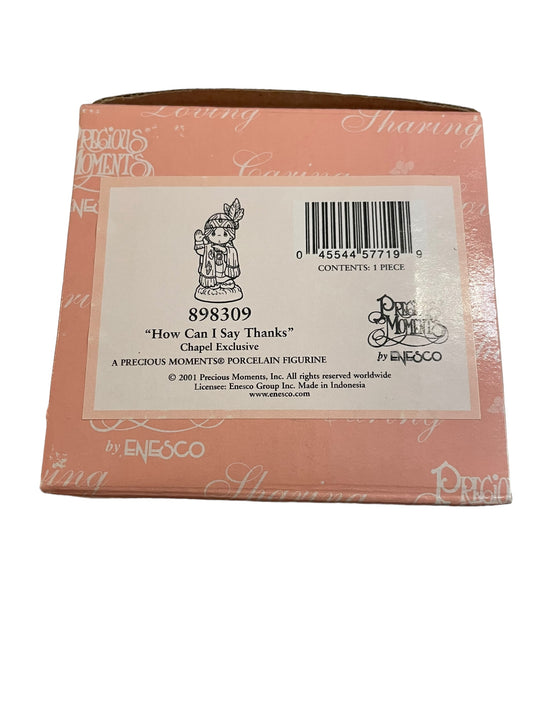 Loving
Sharing
PRECIOUS
MOMENTS
Caring
0 45544 57719 9
CONTENTS: 1 PIECE
898309
"How Can I Say Thanks"
Chapel Exclusive
A PRECIOUS MOMENTS® PORCELAIN FIGURINE
© 2001 Precious Moments, Inc. All rights reserved worldwide
Licensee: Enesco Group Inc. Made in Indonesia
www.enesco.com
PRECIOUS
MOMENTS
by ENESCO
by ENESCO
Sharing